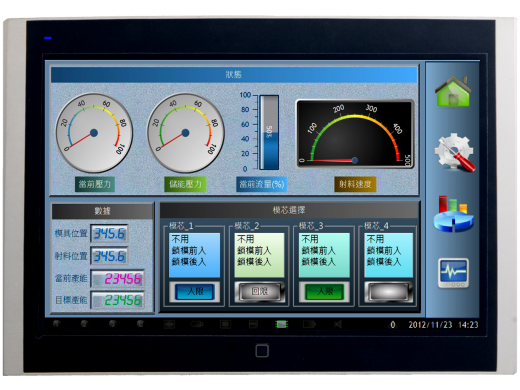 狀態
0 20 40 60 80 100
0 20 40 60 80 100
100
80
60
40
20
0
50%
0 100 200 300 400 500
當前壓力
儲能壓力
當前流量(%)
射料速度
數據
模具位置 345.6
射料位置 345.6
當前產能 23456
目標產能 23456
模芯選擇
模芯_1
不用
鎖模前入
鎖模後入
入限
模芯_2
不用
鎖模前入
鎖模後入
回限
模芯_3
不用
鎖模前入
鎖模後入
入限
模芯_4
不用
鎖模前入
鎖模後入
0 2012/11/23 14:23